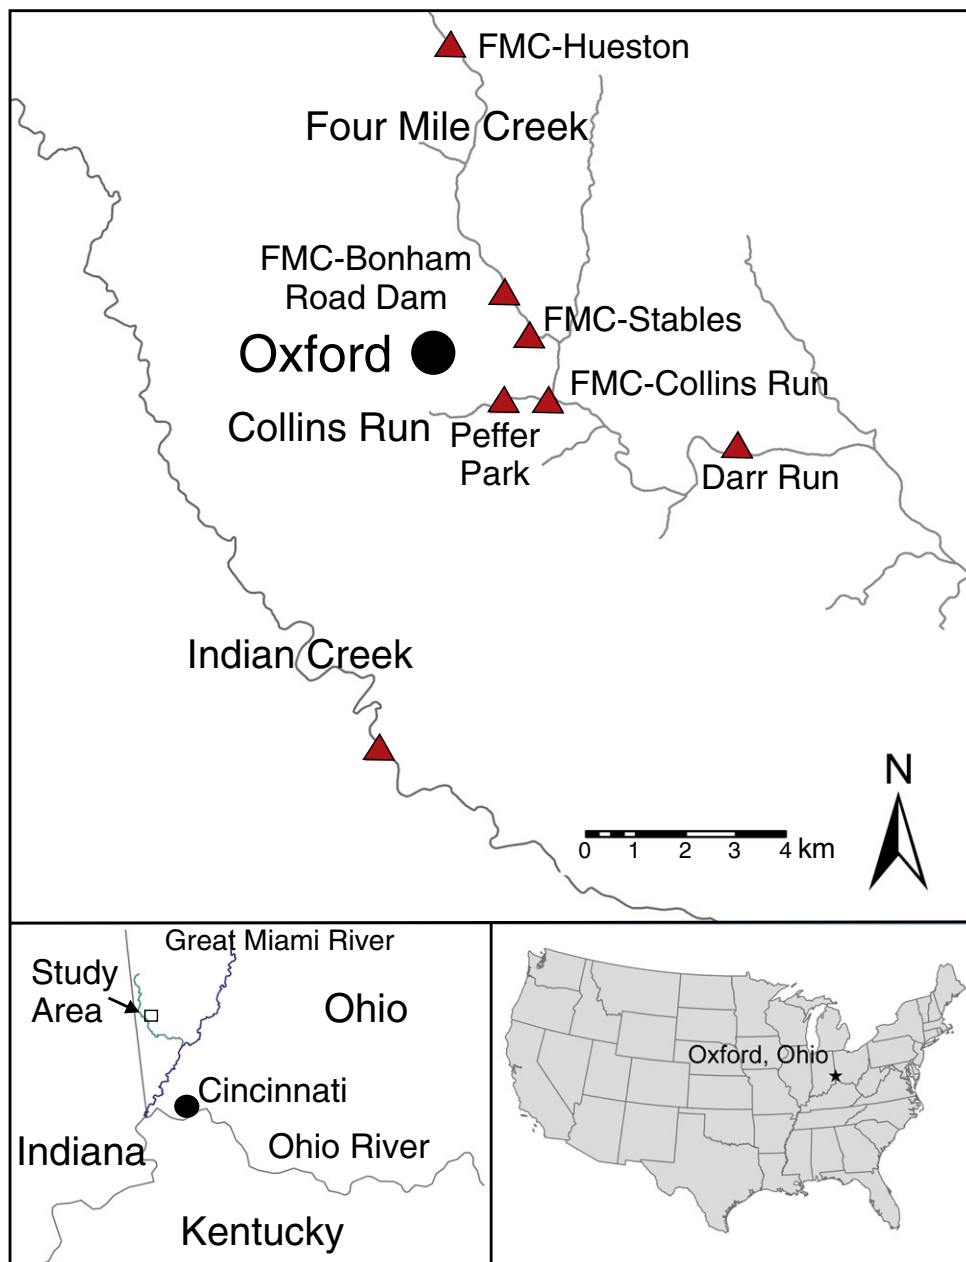 FMC-Hueston
Four Mile Creek
FMC-Bonham
Road Dam
FMC-Stables
Oxford
FMC-Collins Run
Collins Run
Peffer
Park
Darr Run
Indian Creek
N
0 1 2 3 4 km
Great Miami River
Study
Area
Ohio
Cincinnati
Indiana
Ohio River
Kentucky
Oxford, Ohio